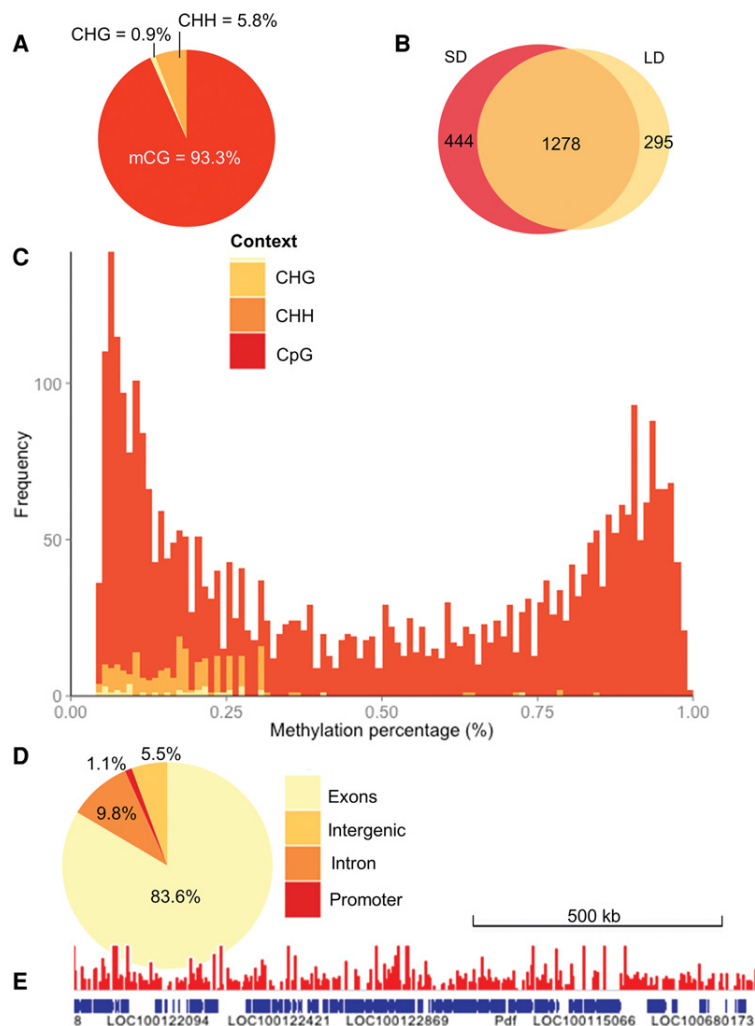 A
CHG = 0.9%
CHH = 5.8%
mCG = 93.3%
B
SD
LD
444
1278
295
C
Context
CHG
CHH
CpG
Frequency
100
50
0
0.00
0.25
0.50
0.75
1.00
Methylation percentage (%)
D
1.1%
5.5%
9.8%
83.6%
Exons
Intergenic
Intron
Promoter
500 kb
E
8 LOC100122094 LOC100122421 LOC100122869 Pdf LOC100115066 LOC100680173